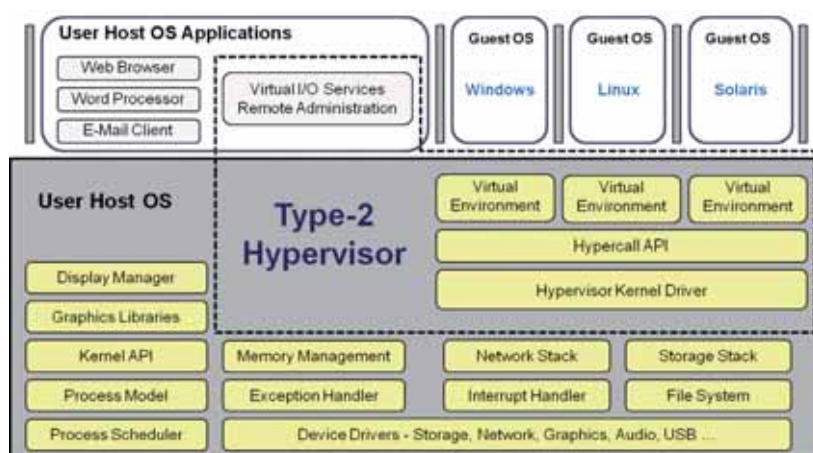 User Host OS Applications
Web Browser
Word Processor
E-Mail Client
Virtual I/O Services
Remote Administration
Guest OS
Windows
Guest OS
Linux
Guest OS
Solaris
User Host OS
Type-2
Hypervisor
Virtual
Environment
Virtual
Environment
Virtual
Environment
Hypercall API
Hypervisor Kernel Driver
Display Manager
Graphics Libraries
Kernel API
Memory Management
Network Stack
Storage Stack
Process Model
Exception Handler
Interrupt Handler
File System
Process Scheduler
Device Drivers - Storage, Network, Graphics, Audio, USB ...